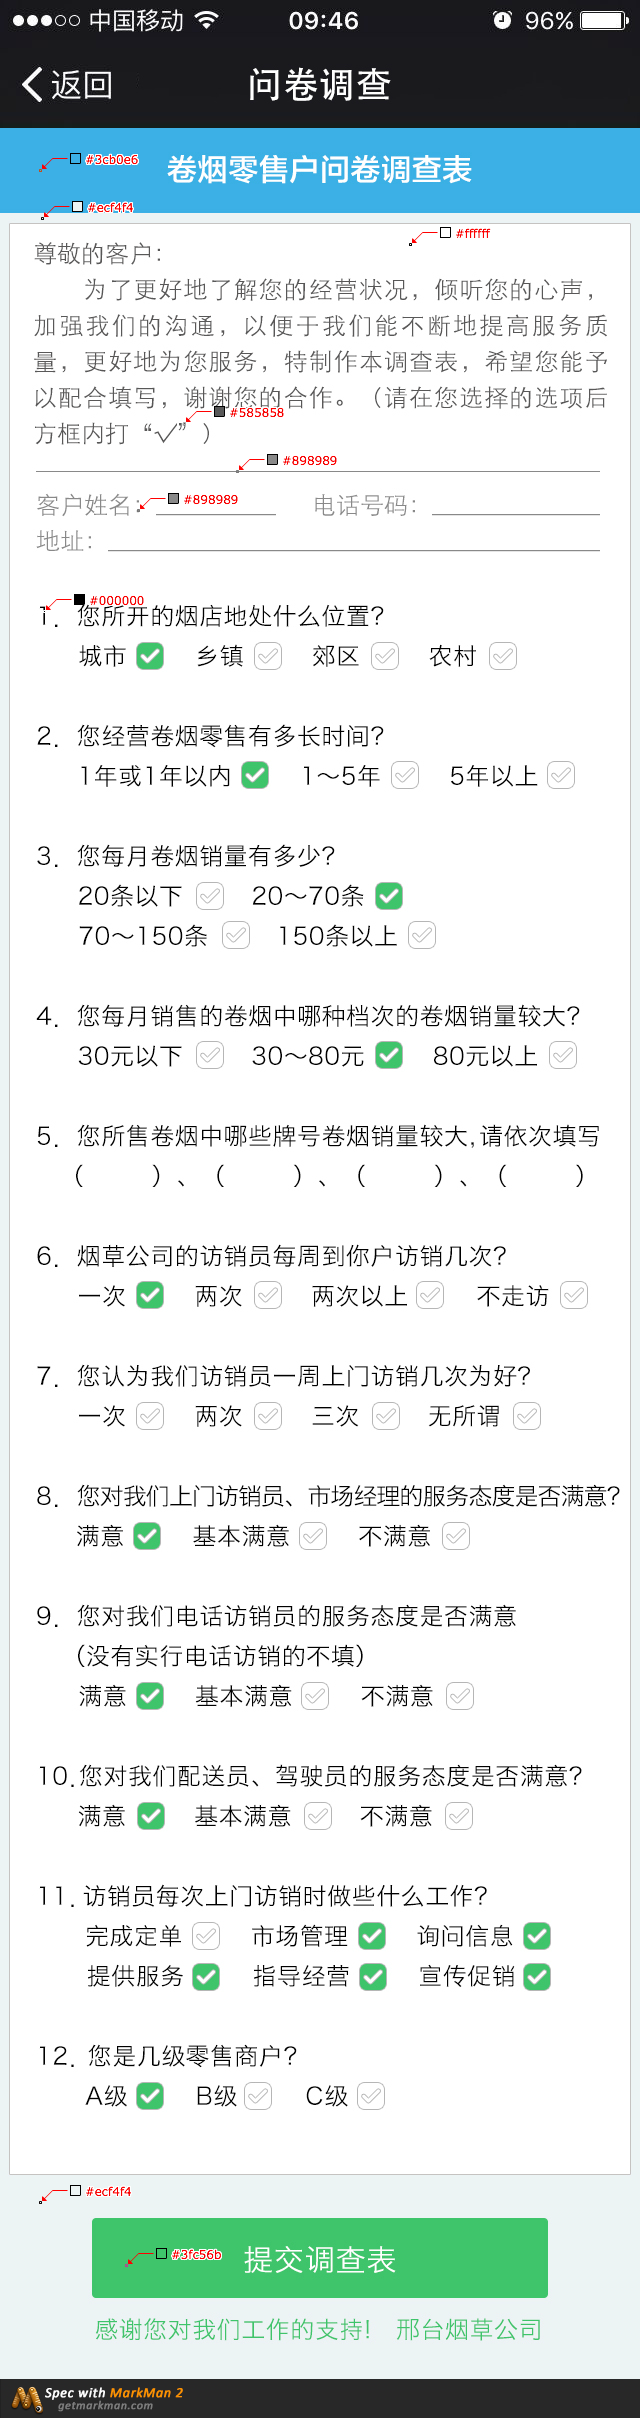 中国移动 09:46 96%
返回 问卷调查
#3cb0e6 卷烟零售户问卷调查表
#ecf4f4
#ffffff
尊敬的客户:
为了更好地了解您的经营状况，倾听您的心声，
加强我们的沟通，以便于我们能不断地提高服务质
量，更好地为您服务，特制作本调查表，希望您能予
以配合填写，谢谢您的合作。（请在您选择的选项后
#585858
方框内打“√”）
#898989
客户姓名: #898989 电话号码:
地址:
#000000
1. 您所开的烟店地处什么位置?
城市 乡镇 郊区 农村
2. 您经营卷烟零售有多长时间?
1年或1年以内 1～5年 5年以上
3. 您每月卷烟销量有多少?
20条以下 20～70条
70～150条 150条以上
4. 您每月销售的卷烟中哪种档次的卷烟销量较大?
30元以下 30～80元 80元以上
5. 您所售卷烟中哪些牌号卷烟销量较大,请依次填写
（ ）、（ ）、（ ）、（ ）
6. 烟草公司的访销员每周到你户访销几次?
一次 两次 两次以上 不走访
7. 您认为我们访销员一周上门访销几次为好?
一次 两次 三次 无所谓
8. 您对我们上门访销员、市场经理的服务态度是否满意?
满意 基本满意 不满意
9. 您对我们电话访销员的服务态度是否满意
(没有实行电话访销的不填)
满意 基本满意 不满意
10.您对我们配送员、驾驶员的服务态度是否满意?
满意 基本满意 不满意
11. 访销员每次上门访销时做些什么工作?
完成定单 市场管理 询问信息
提供服务 指导经营 宣传促销
12. 您是几级零售商户?
A级 B级 C级
#ecf4f4
#3fc56b 提交调查表
感谢您对我们工作的支持! 邢台烟草公司
Spec with MarkMan 2
getmarkman.com